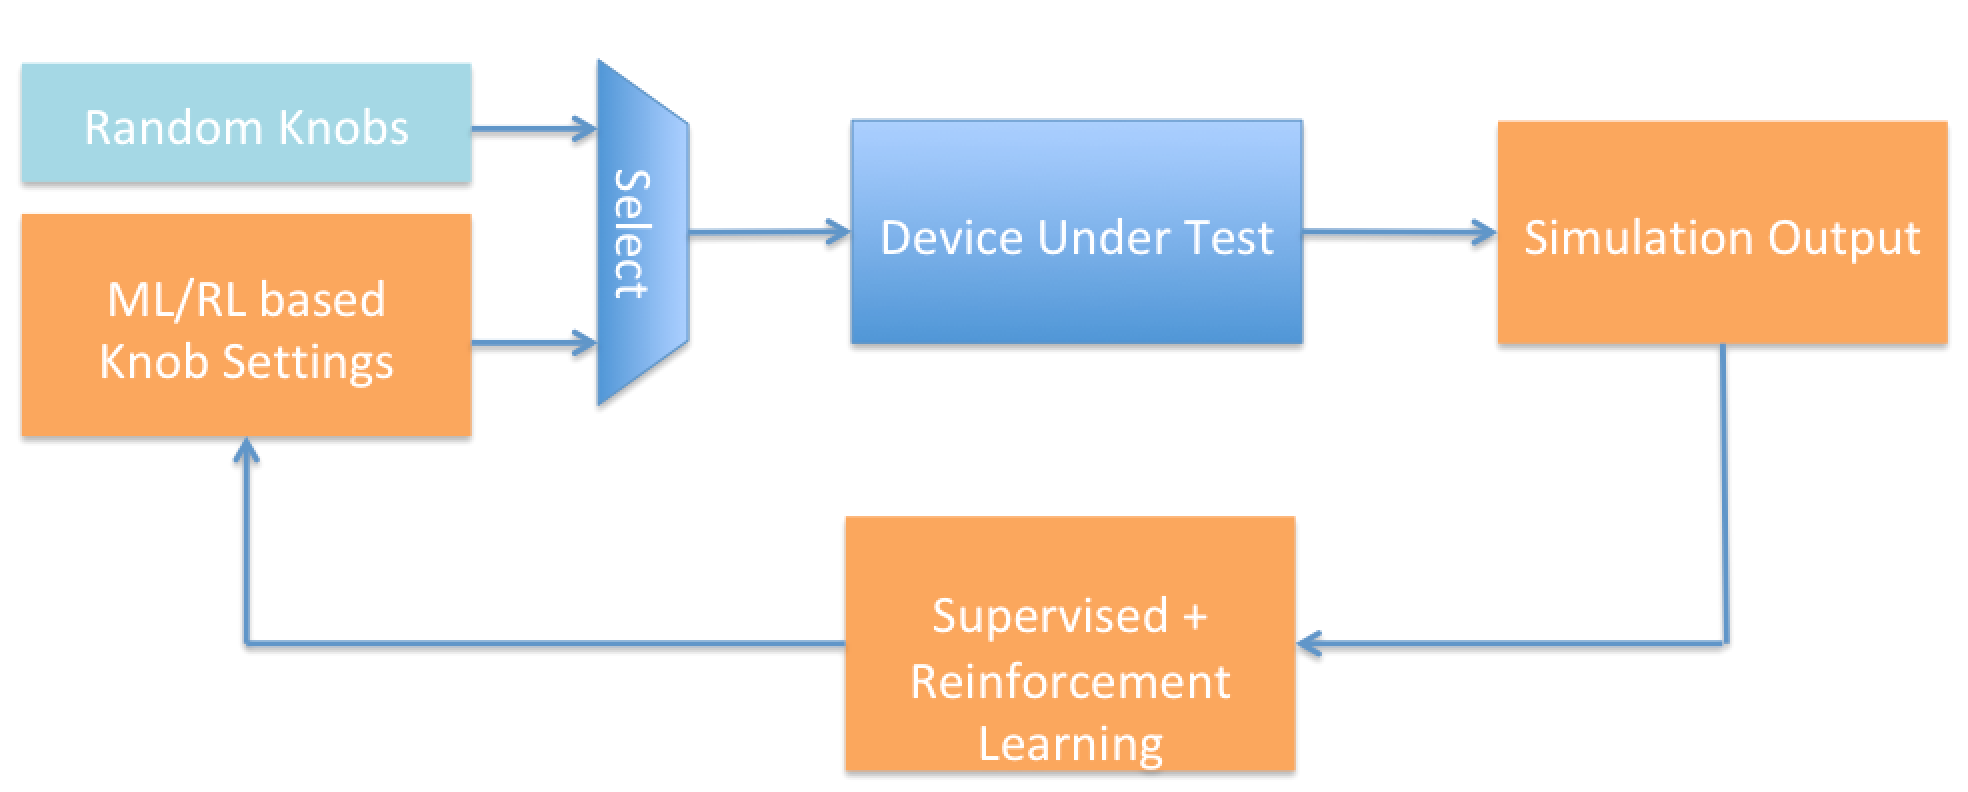 Random Knobs
ML/RL based
Knob Settings
Select
Device Under Test
Simulation Output
Supervised +
Reinforcement
Learning